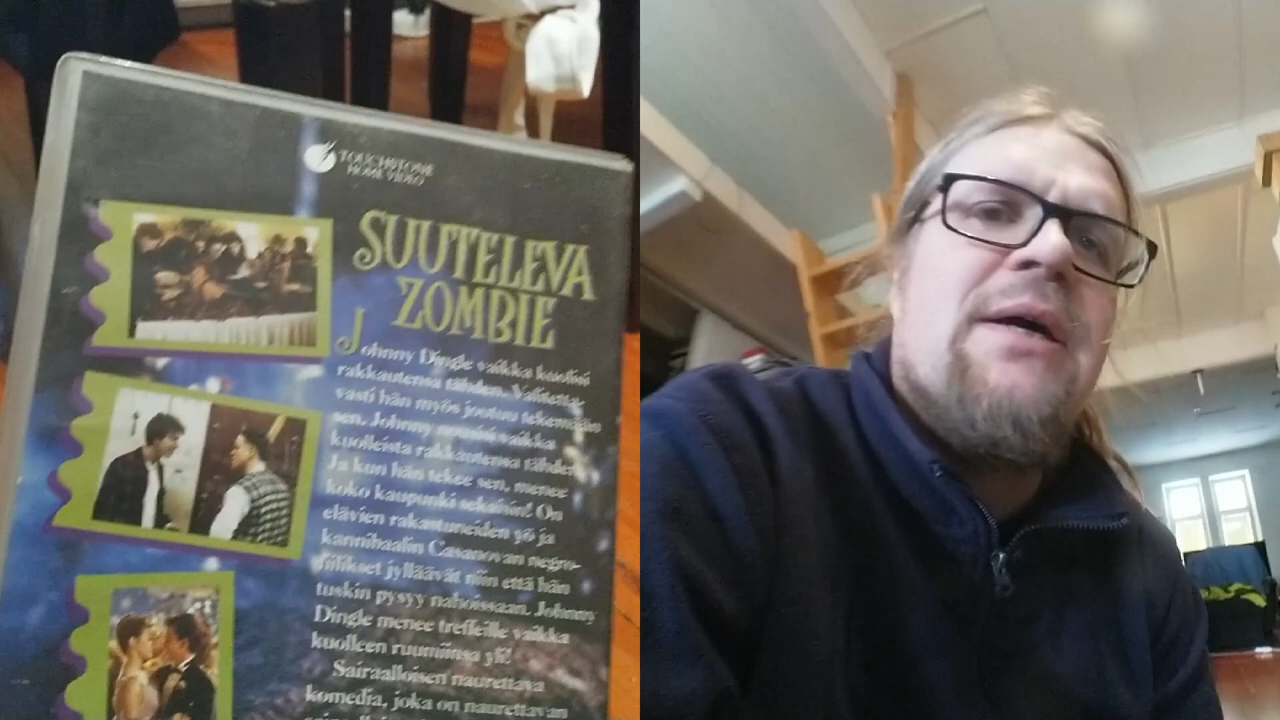 TOUCHSTONE
HOME VIDEO
SUUTELEVA
ZOMBIE
Johnny Dingle vaikka kuolisi
rakkautensa tähden. Valitetta-
vasti hän myös joutuu tekemään
sen. Johnny vaikka
kuolleista rakkautensa tähden.
Ja kun hän tekee sen, menee
koko kaupunki sekaisin! On
elävien rakastuneiden yö ja
kannibaalin Casanovan
jylläävät niin että hän
tuskin pysyy nahoissaan. Johnny
Dingle menee treffeille vaikka
kuolleen ruumiinsa yli!
Sairaalloisen naurettava
komedia, joka on naurettavan